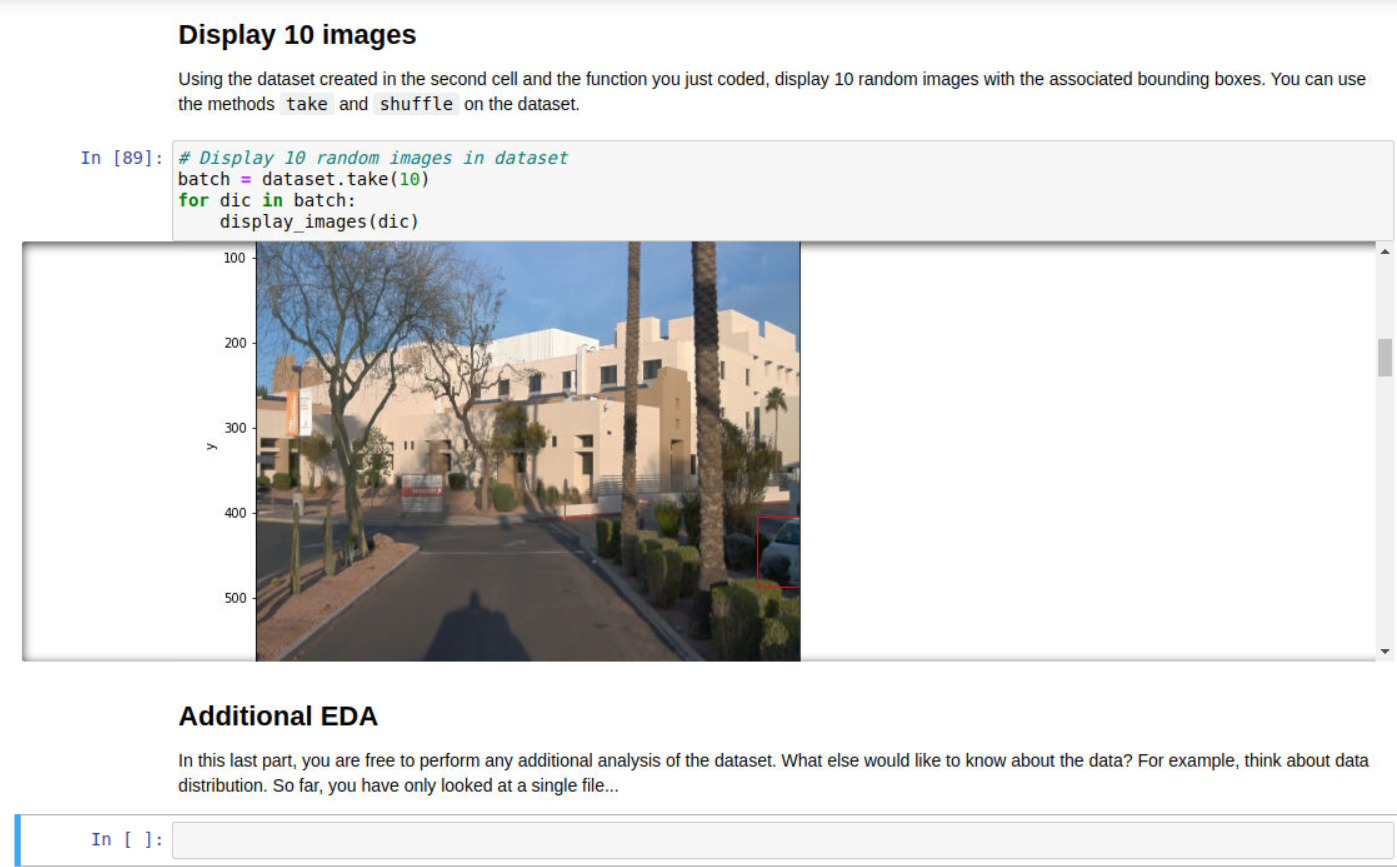 Display 10 images
Using the dataset created in the second cell and the function you just coded, display 10 random images with the associated bounding boxes. You can use
the methods take and shuffle on the dataset.
In [89]: # Display 10 random images in dataset
batch = dataset.take(10)
for dic in batch:
    display_images(dic)
100
200
300
y
400
500
Additional EDA
In this last part, you are free to perform any additional analysis of the dataset. What else would like to know about the data? For example, think about data
distribution. So far, you have only looked at a single file...
In [ ]: